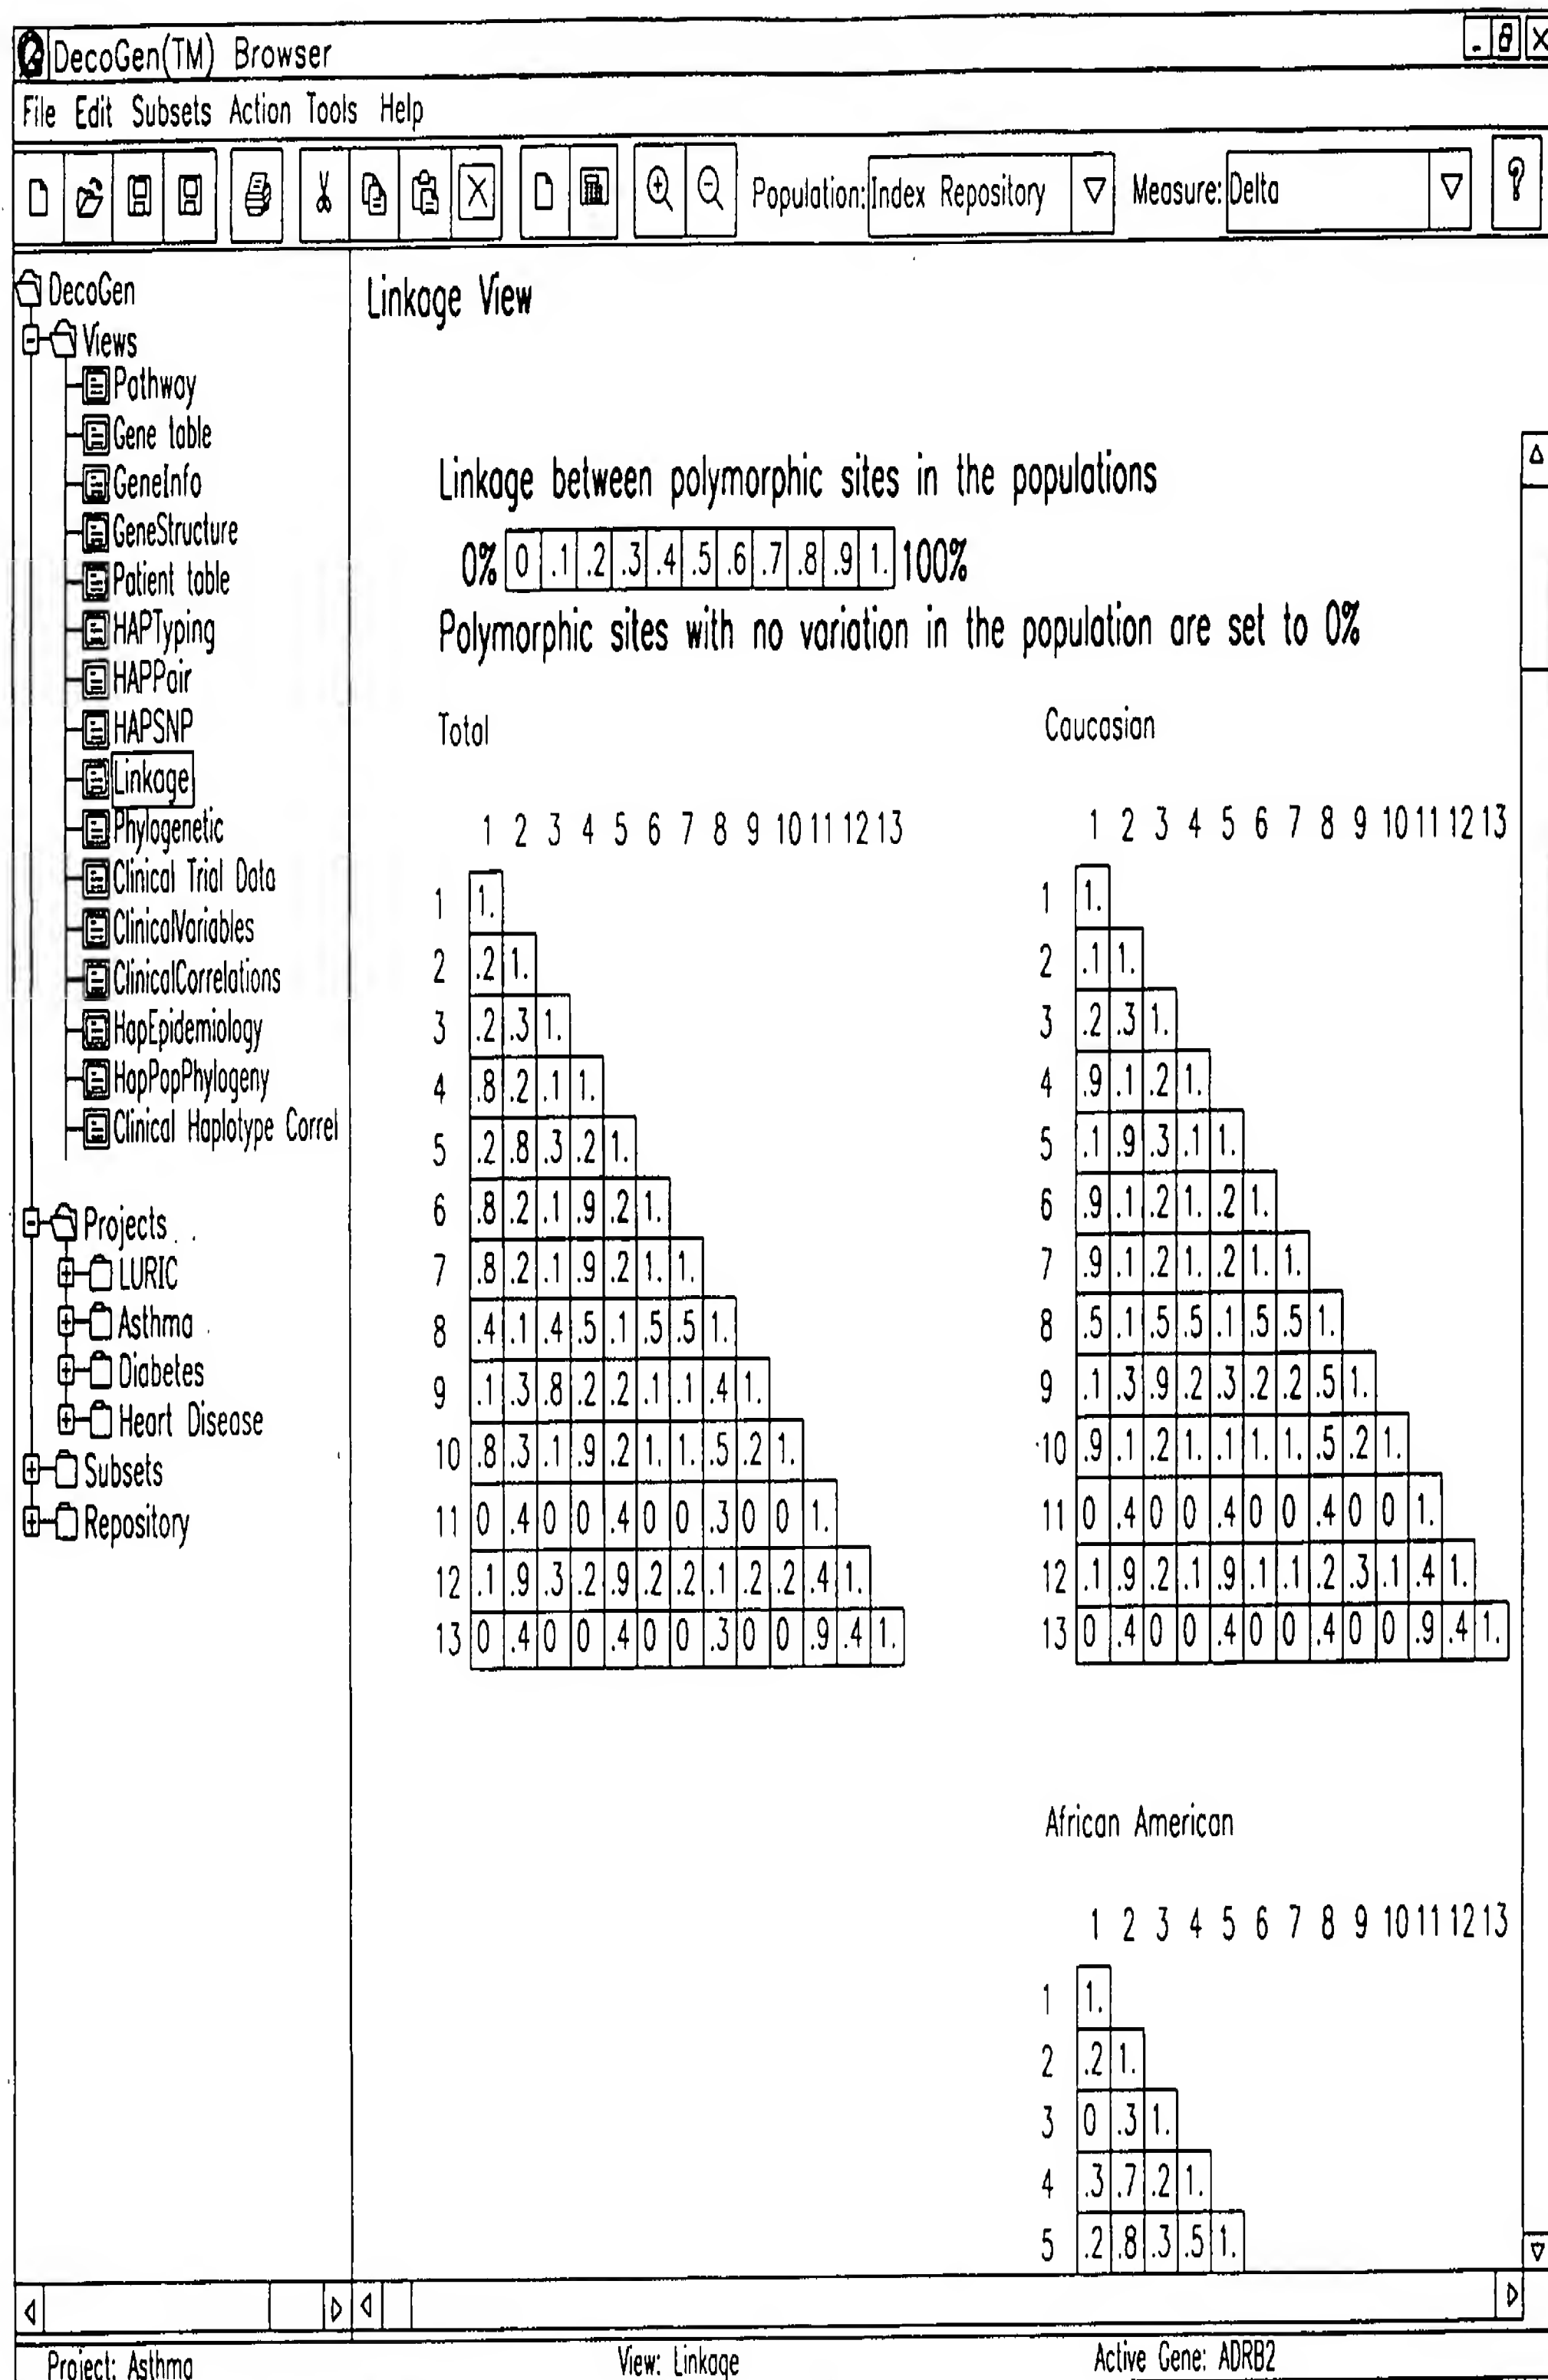 DecoGen(TM) Browser
File Edit Subsets Action Tools Help
Population: Index Repository Measure: Delta ?
DecoGen
Views
Pathway
Gene table
GeneInfo
GeneStructure
Patient table
HAPTyping
HAPPair
HAPSNP
Linkage
Phylogenetic
Clinical Trial Data
ClinicalVariables
ClinicalCorrelations
HapEpidemiology
HapPopPhylogeny
Clinical Haplotype Correl
Projects
LURIC
Asthma
Diabetes
Heart Disease
Subsets
Repository
Linkage View
Linkage between polymorphic sites in the populations
0% 0 .1 .2 .3 .4 .5 .6 .7 .8 .9 1. 100%
Polymorphic sites with no variation in the population are set to 0%
Total
1 2 3 4 5 6 7 8 9 10 11 12 13
1 1.
2 .2 1.
3 .2 .3 1.
4 .8 .2 .1 1.
5 .2 .8 .3 .2 1.
6 .8 .2 .1 .9 .2 1.
7 .8 .2 .1 .9 .2 1. 1.
8 .4 .1 .4 .5 .1 .5 .5 1.
9 .1 .3 .8 .2 .2 .1 .1 .4 1.
10 .8 .3 .1 .9 .2 1. 1. .5 .2 1.
11 0 .4 0 0 .4 0 0 .3 0 0 1.
12 .1 .9 .3 .2 .9 .2 .2 .1 .2 .2 .4 1.
13 0 .4 0 0 .4 0 0 .3 0 0 .9 .4 1.
Caucasian
1 2 3 4 5 6 7 8 9 10 11 12 13
1 1.
2 .1 1.
3 .2 .3 1.
4 .9 .1 .2 1.
5 .1 .9 .3 .1 1.
6 .9 .1 .2 1. .2 1.
7 .9 .1 .2 1. .2 1. 1.
8 .5 .1 .5 .5 .1 .5 .5 1.
9 .1 .3 .9 .2 .3 .2 .2 .5 1.
10 .9 .1 .2 1. .1 1. 1. .5 .2 1.
11 0 .4 0 0 .4 0 0 .4 0 0 1.
12 .1 .9 .2 .1 .9 .1 .1 .2 .3 .1 .4 1.
13 0 .4 0 0 .4 0 0 .4 0 0 .9 .4 1.
African American
1 2 3 4 5 6 7 8 9 10 11 12 13
1 1.
2 .2 1.
3 0 .3 1.
4 .3 .7 .2 1.
5 .2 .8 .3 .5 1.
Project: Asthma View: Linkage Active Gene: ADRB2